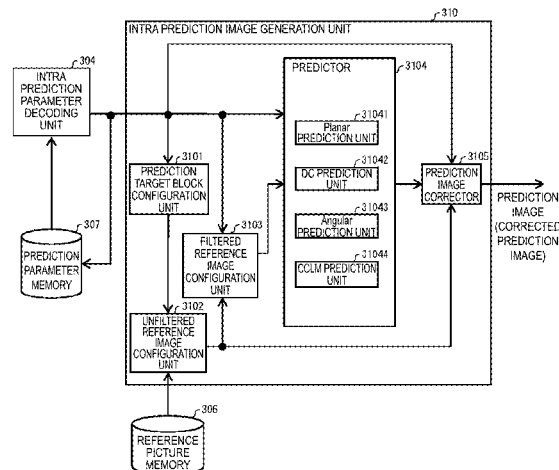 310
INTRA PREDICTION IMAGE GENERATION UNIT
304
INTRA
PREDICTION
PARAMETER
DECODING
UNIT
307
PREDICTION
PARAMETER
MEMORY
3101
PREDICTION
TARGET BLOCK
CONFIGURATION
UNIT
3102
UNFILTERED
REFERENCE IMAGE
CONFIGURATION
UNIT
3103
FILTERED
REFERENCE
IMAGE
CONFIGURATION
UNIT
3104
PREDICTOR
31041
Planar
PREDICTION UNIT
31042
DC PREDICTION
UNIT
31043
Angular
PREDICTION UNIT
31044
CCLM PREDICTION
UNIT
3105
PREDICTION
IMAGE
CORRECTOR
PREDICTION
IMAGE
(CORRECTED
PREDICTION
IMAGE)
306
REFERENCE
PICTURE
MEMORY